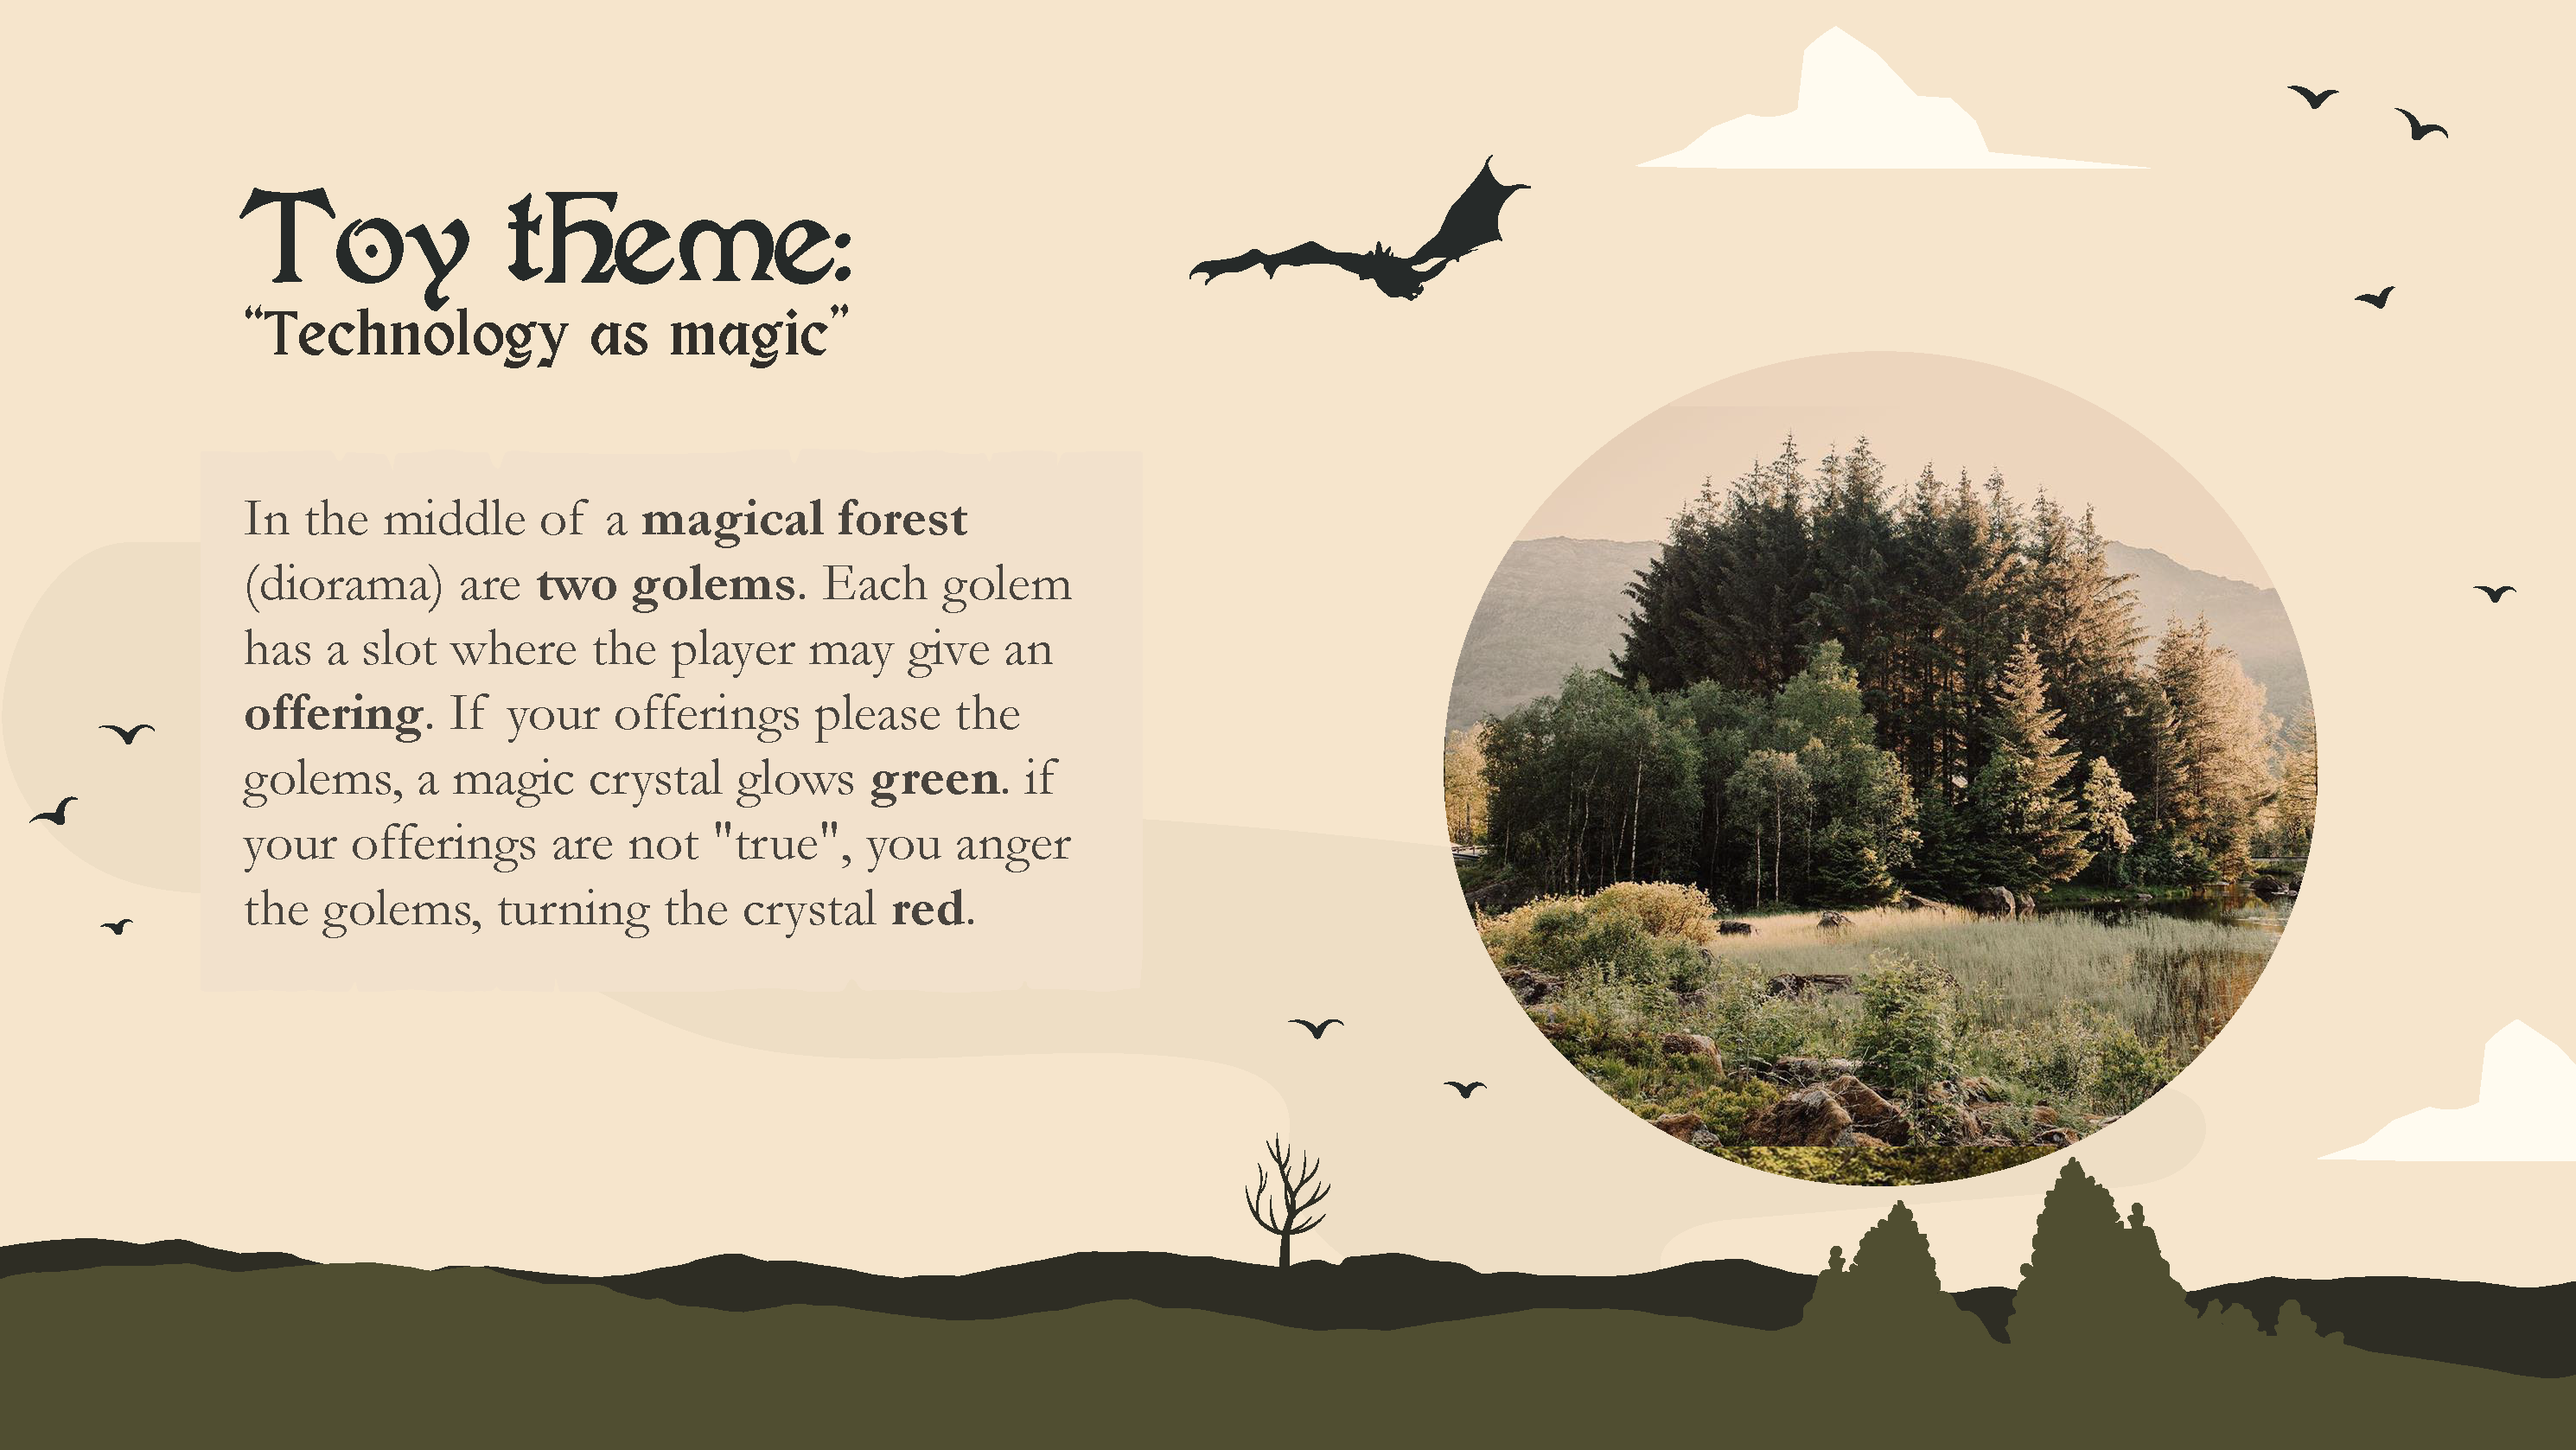 Toy theme:
“Technology as magic”
In the middle of a magical forest
(diorama) are two golems. Each golem
has a slot where the player may give an
offering. If your offerings please the
golems, a magic crystal glows green. if
your offerings are not "true", you anger
the golems, turning the crystal red.